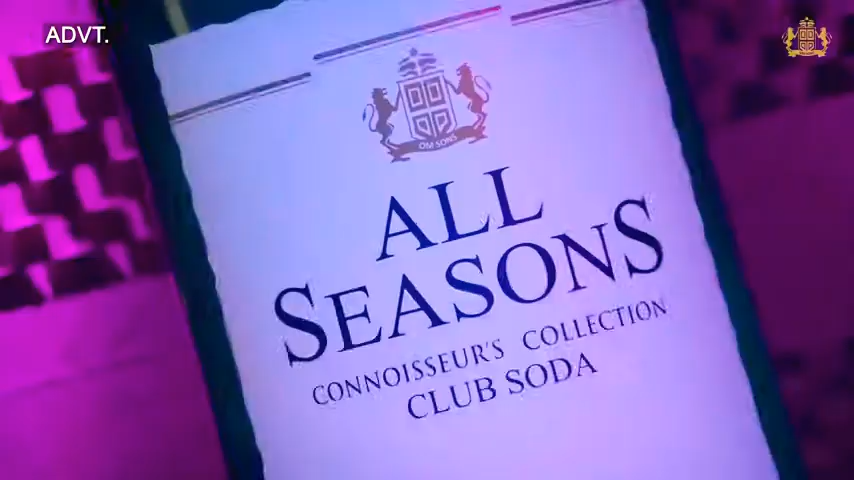 ADVT.
OM SONS
ALL
SEASONS
CONNOISSEUR'S COLLECTION
CLUB SODA